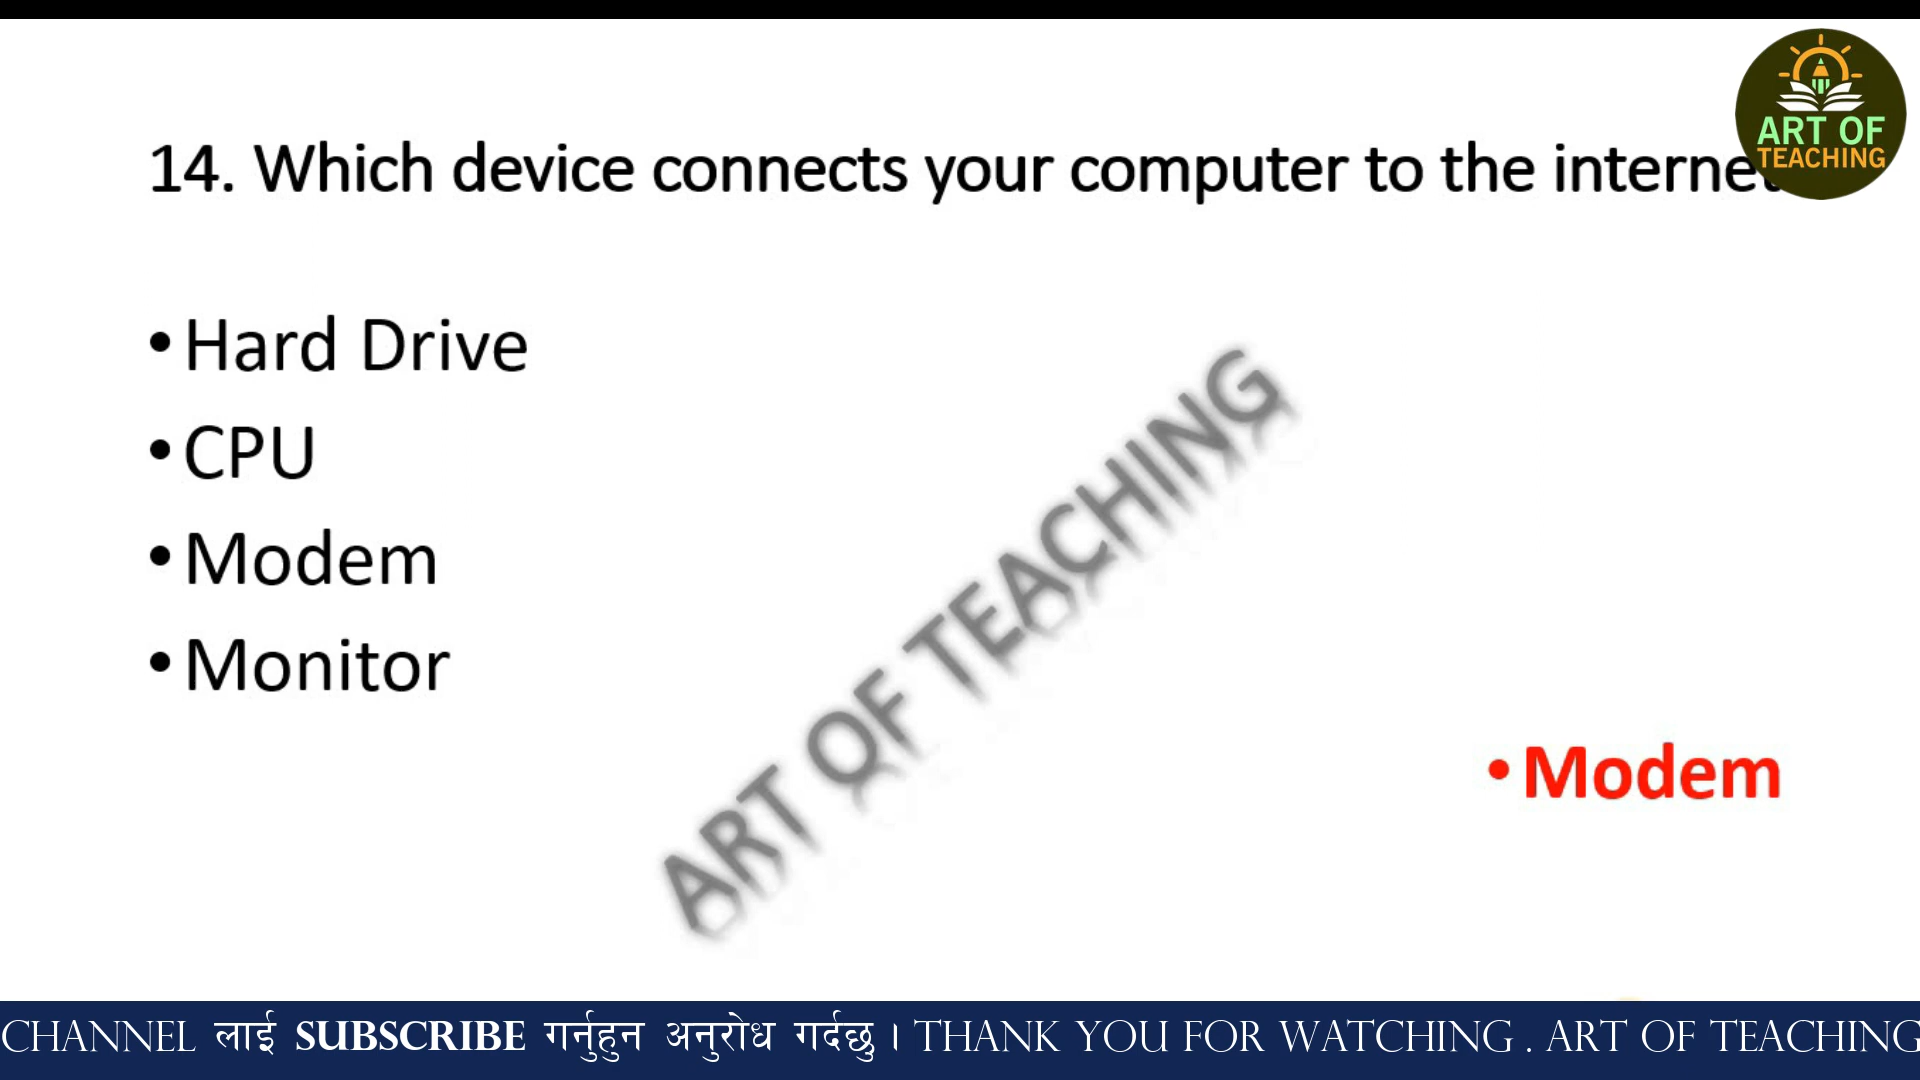 ART OF
TEACHING
14. Which device connects your computer to the internet
• Hard Drive
• CPU
• Modem
• Monitor
ART OF TEACHING
• Modem
CHANNEL लाई SUBSCRIBE गर्नुहुन अनुरोध गर्दछु । THANK YOU FOR WATCHING . ART OF TEACHING